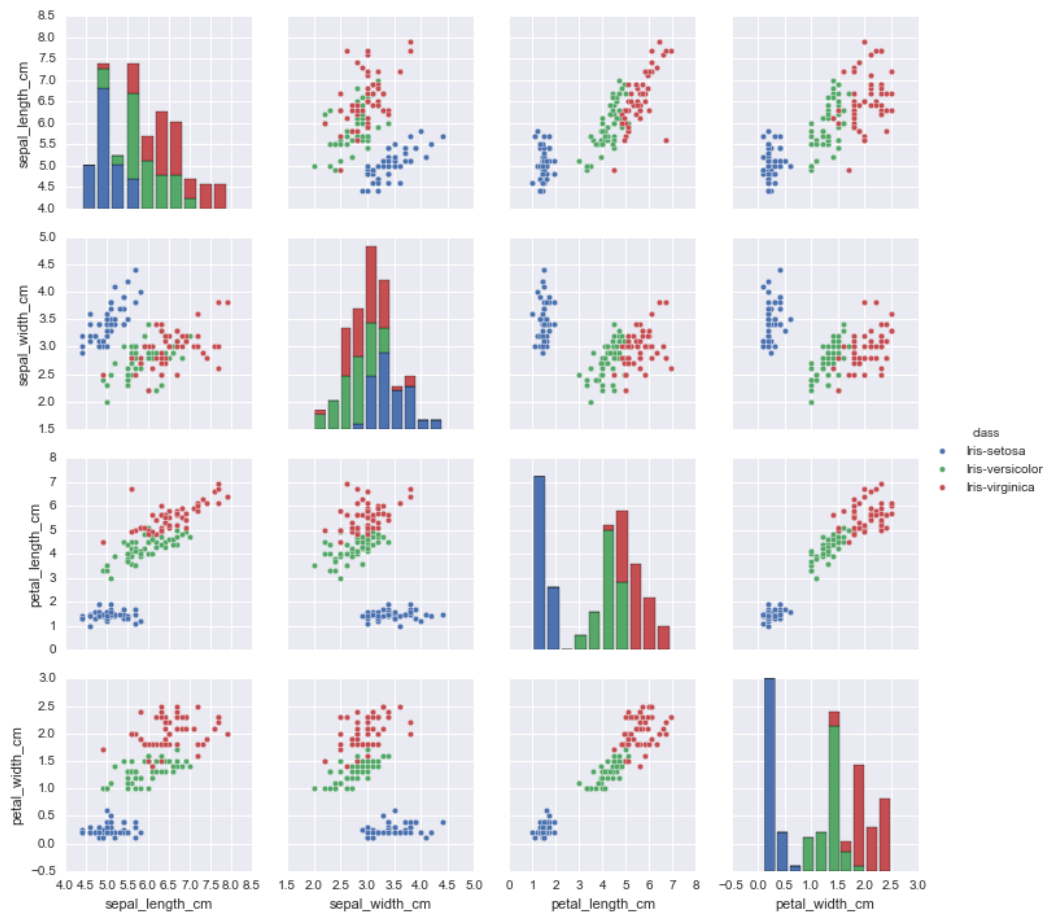 8.5
8.0
7.5
7.0
6.5
6.0
5.5
5.0
4.5
4.0
sepal_length_cm
5.0
4.5
4.0
3.5
3.0
2.5
2.0
1.5
sepal_width_cm
class
Iris-setosa
Iris-versicolor
Iris-virginica
8
7
6
5
4
3
2
1
0
petal_length_cm
3.0
2.5
2.0
1.5
1.0
0.5
0.0
−0.5
petal_width_cm
4.0 4.5 5.0 5.5 6.0 6.5 7.0 7.5 8.0 8.5
sepal_length_cm
1.5 2.0 2.5 3.0 3.5 4.0 4.5 5.0
sepal_width_cm
0 1 2 3 4 5 6 7 8
petal_length_cm
−0.5 0.0 0.5 1.0 1.5 2.0 2.5 3.0
petal_width_cm